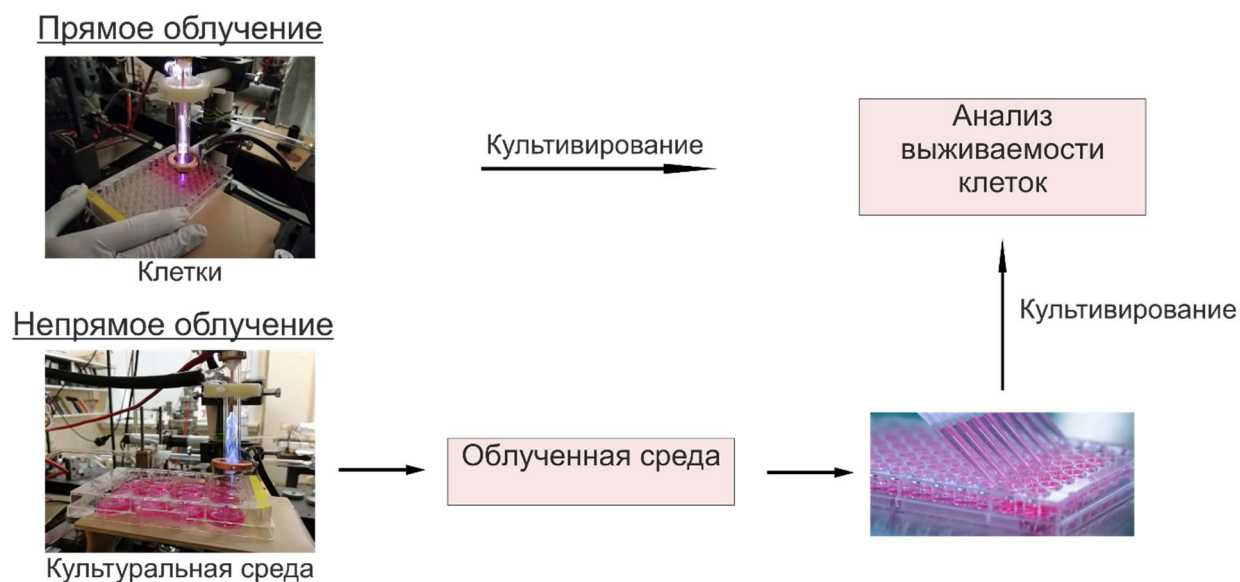 Прямое облучение
Клетки
Культивирование
Анализ
выживаемости
клеток
Непрямое облучение
Культуральная среда
Облученная среда
Культивирование